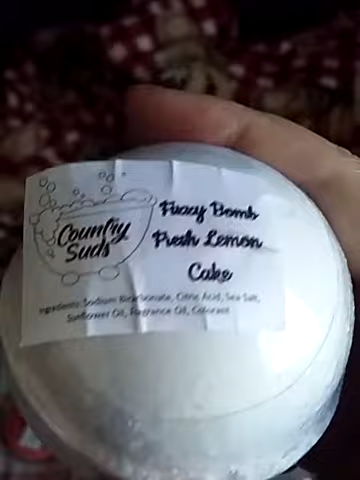 Country
Suds
Fizzy Bomb
Fresh Lemon
Cake
Ingredients: Sodium Bicarbonate, Citric Acid, Sea Salt,
Sunflower Oil, Fragrance Oil, Colorant